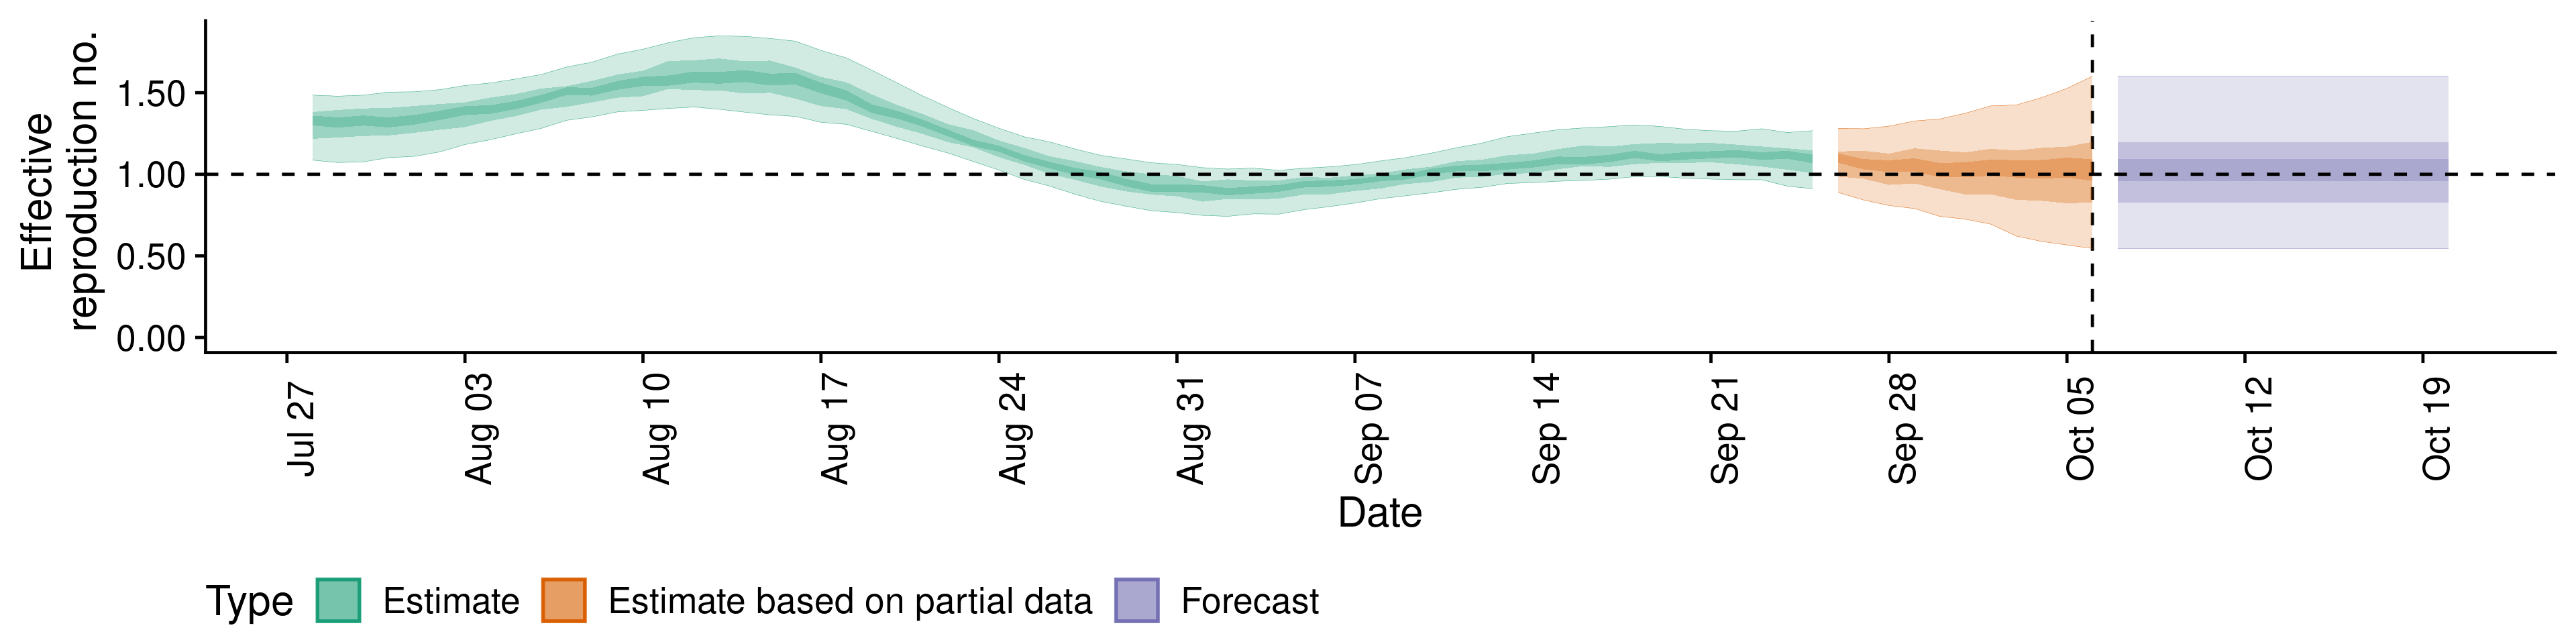 Effective
reproduction no.
1.50
1.00
0.50
0.00
Jul 27
Aug 03
Aug 10
Aug 17
Aug 24
Aug 31
Sep 07
Sep 14
Sep 21
Sep 28
Oct 05
Oct 12
Oct 19
Date
Type Estimate Estimate based on partial data Forecast